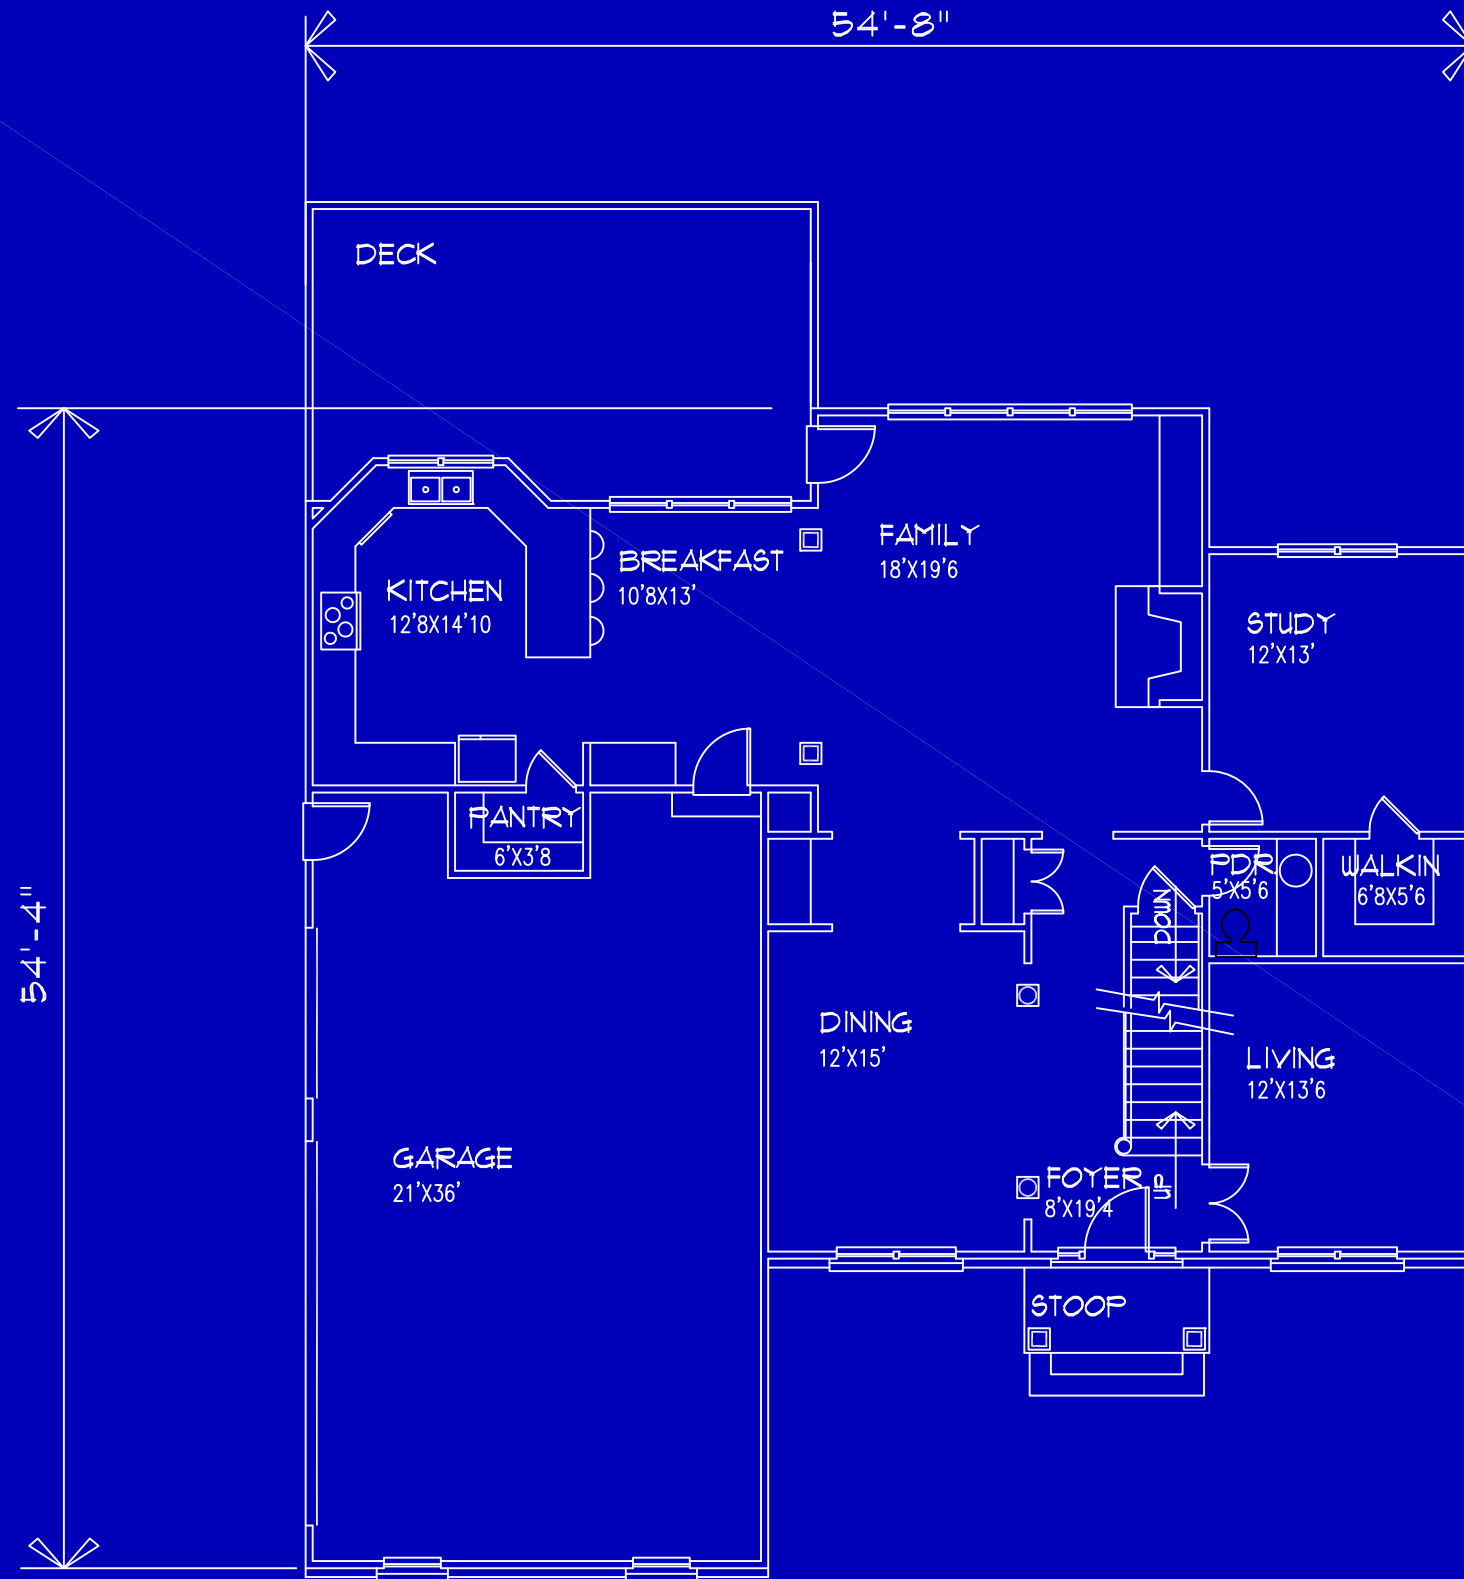 54'-8"
DECK
FAMILY
18'X19'6
BREAKFAST
10'8X13'
KITCHEN
12'8X14'10
STUDY
12'X13'
PANTRY
6'X3'8
PDR.
5'X5'6
WALKIN
6'8X5'6
DOWN
54'-4"
DINING
12'X15'
LIVING
12'X13'6
GARAGE
21'X36'
FOYER
8'X19'4
UP
STOOP